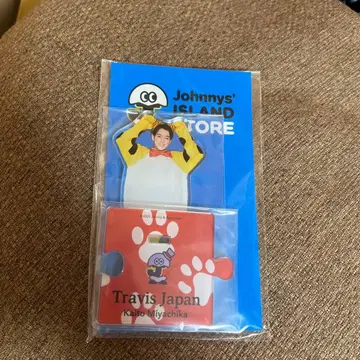 Johnnys'
ISLAND
STORE
Travis Japan
Kaito Miyachika